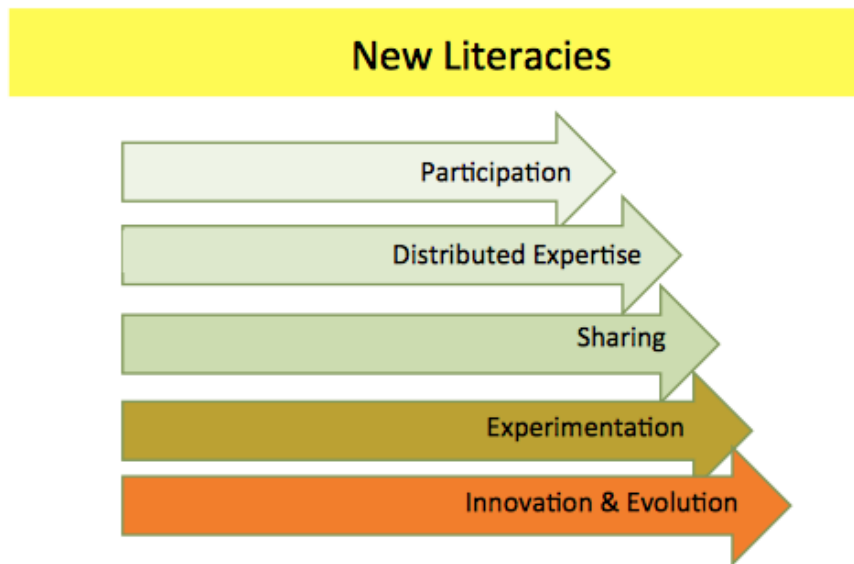 New Literacies
Participation
Distributed Expertise
Sharing
Experimentation
Innovation & Evolution